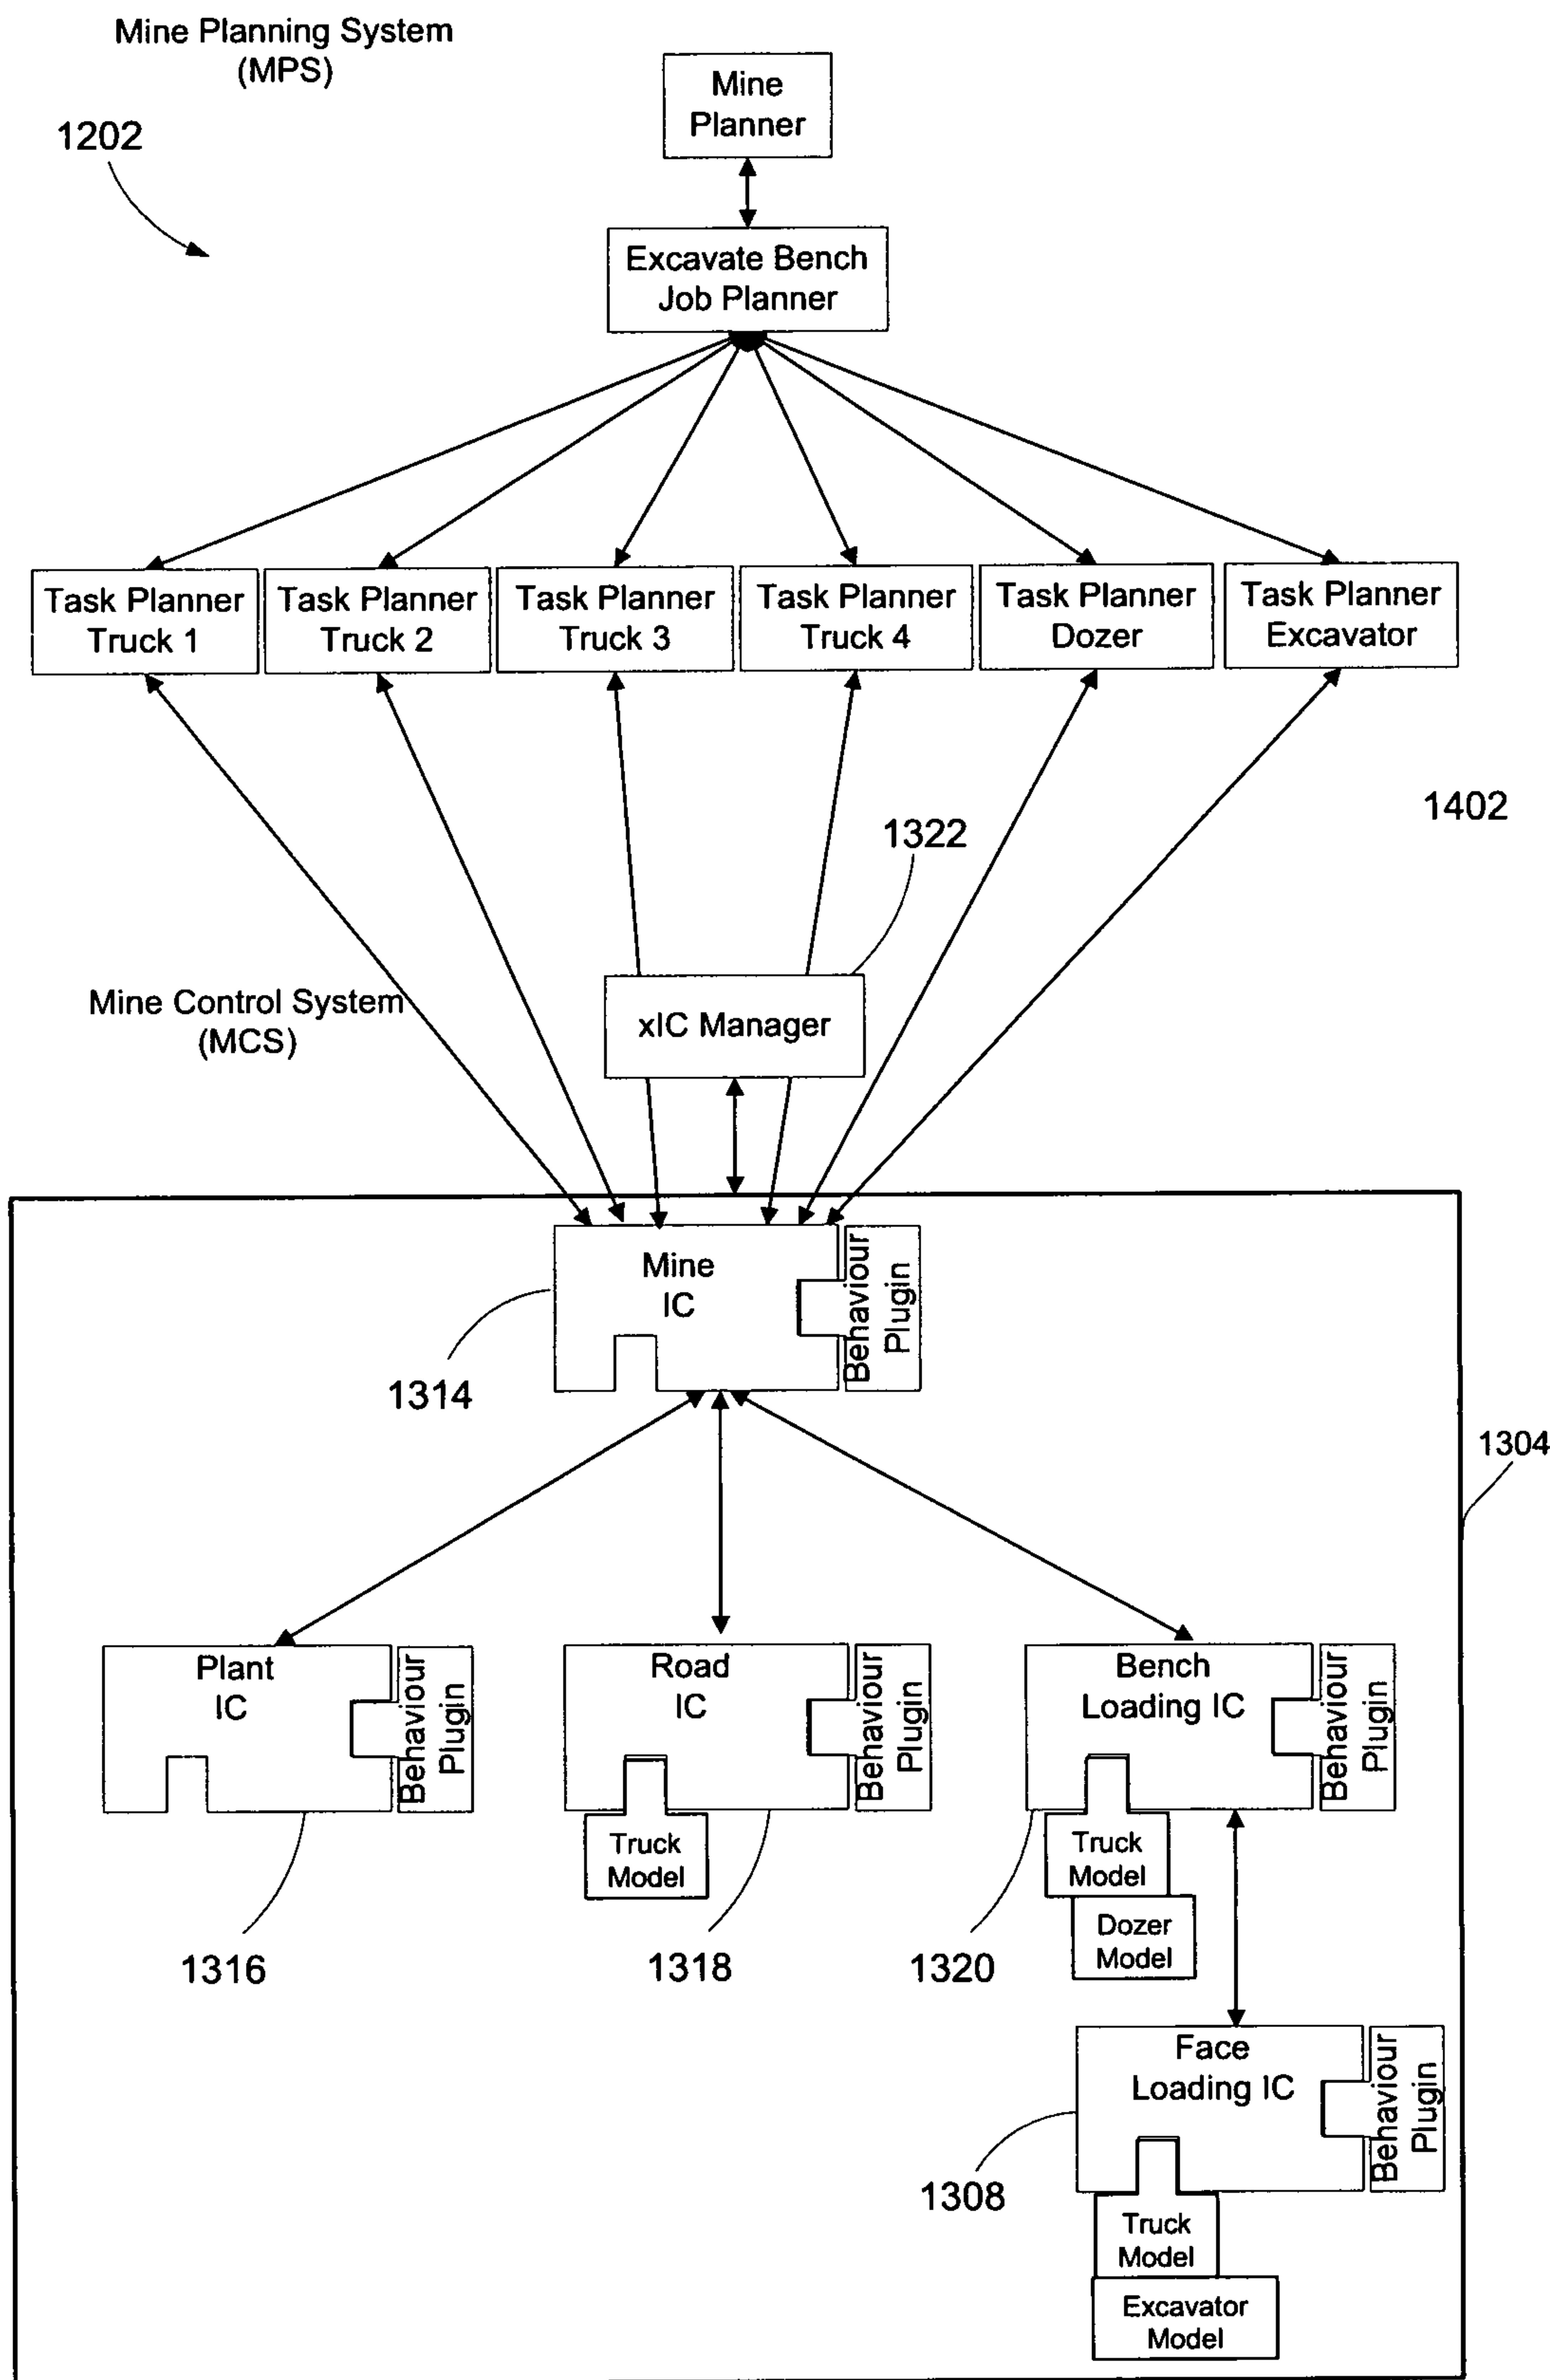 Mine Planning System
(MPS)
1202
Mine
Planner
Excavate Bench
Job Planner
Task Planner
Truck 1
Task Planner
Truck 2
Task Planner
Truck 3
Task Planner
Truck 4
Task Planner
Dozer
Task Planner
Excavator
1402
1322
Mine Control System
(MCS)
xIC Manager
Mine
IC
Behaviour
Plugin
1314
1304
Plant
IC
Behaviour
Plugin
Road
IC
Behaviour
Plugin
Bench
Loading IC
Behaviour
Plugin
Truck
Model
Truck
Model
Dozer
Model
1316
1318
1320
Face
Loading IC
Behaviour
Plugin
1308
Truck
Model
Excavator
Model